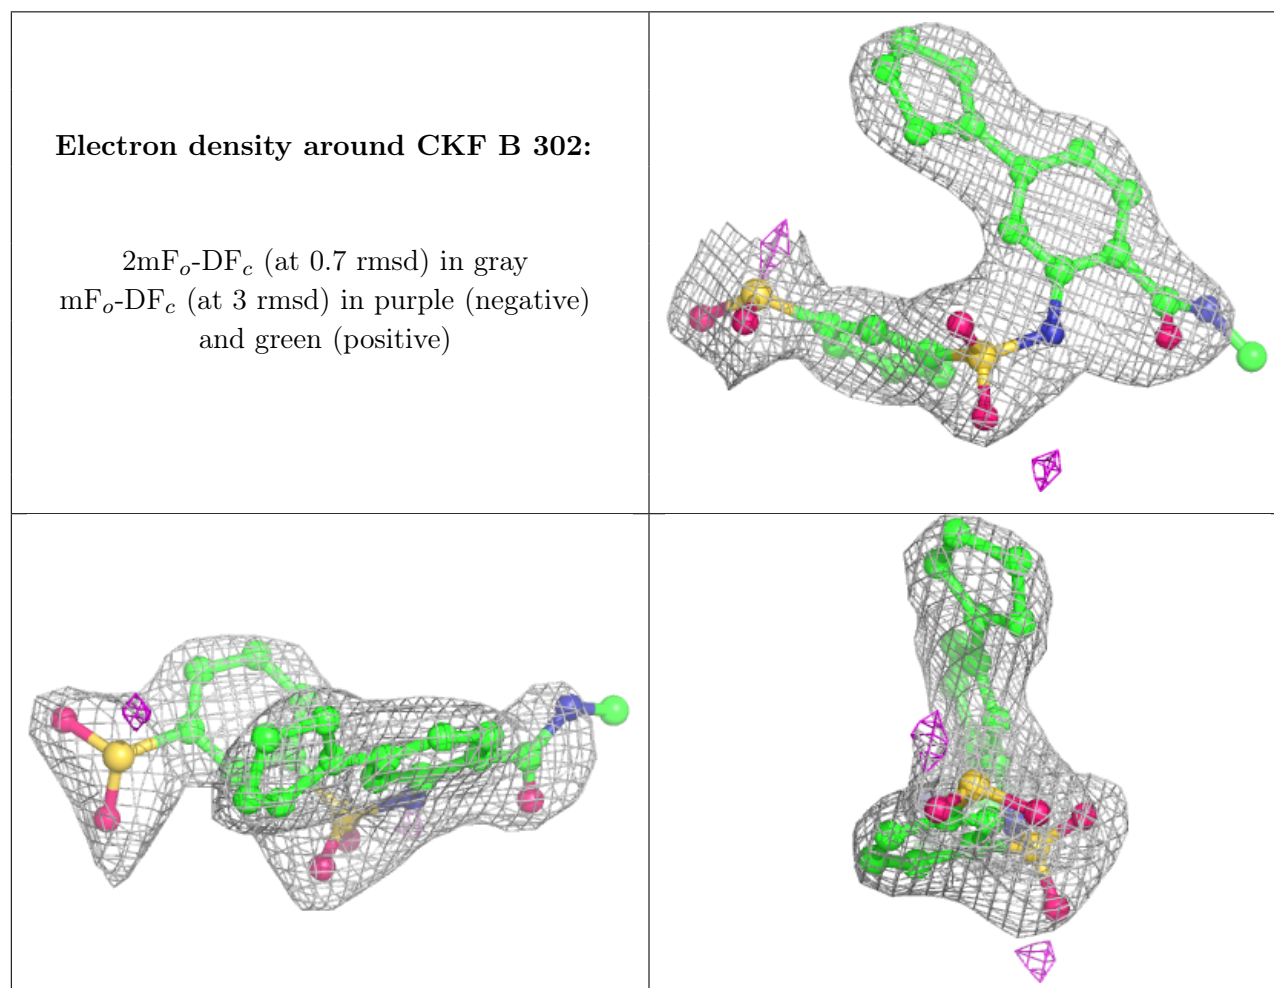 Electron density around CKF B 302:
2mFo-DFc (at 0.7 rmsd) in gray
mFo-DFc (at 3 rmsd) in purple (negative)
and green (positive)